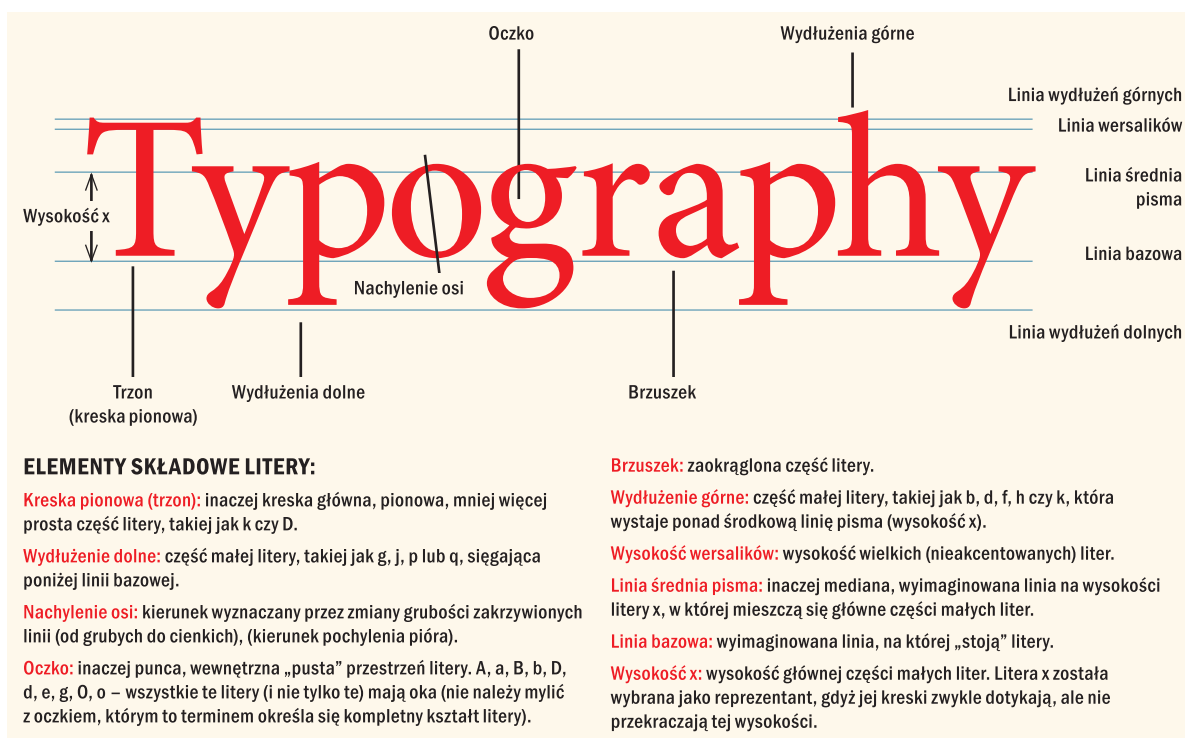 Oczko
Wydłużenia górne
Linia wydłużeń górnych
Linia wersalików
Typography
Linia średnia
pisma
Wysokość x
Linia bazowa
Nachylenie osi
Linia wydłużeń dolnych
Trzon
(kreska pionowa)
Wydłużenia dolne
Brzuszek
ELEMENTY SKŁADOWE LITERY:
Kreska pionowa (trzon): inaczej kreska główna, pionowa, mniej więcej
prosta część litery, takiej jak k czy D.
Wydłużenie dolne: część małej litery, takiej jak g, j, p lub q, sięgająca
poniżej linii bazowej.
Nachylenie osi: kierunek wyznaczany przez zmiany grubości zakrzywionych
linii (od grubych do cienkich), (kierunek pochylenia pióra).
Oczko: inaczej punca, wewnętrzna „pusta” przestrzeń litery. A, a, B, b, D,
d, e, g, O, o – wszystkie te litery (i nie tylko te) mają oka (nie należy mylić
z oczkiem, którym to terminem określa się kompletny kształt litery).
Brzuszek: zaokrąglona część litery.
Wydłużenie górne: część małej litery, takiej jak b, d, f, h czy k, która
wystaje ponad środkową linię pisma (wysokość x).
Wysokość wersalików: wysokość wielkich (nieakcentowanych) liter.
Linia średnia pisma: inaczej mediana, wyimaginowana linia na wysokości
litery x, w której mieszczą się główne części małych liter.
Linia bazowa: wyimaginowana linia, na której „stoją” litery.
Wysokość x: wysokość głównej części małych liter. Litera x została
wybrana jako reprezentant, gdyż jej kreski zwykle dotykają, ale nie
przekraczają tej wysokości.